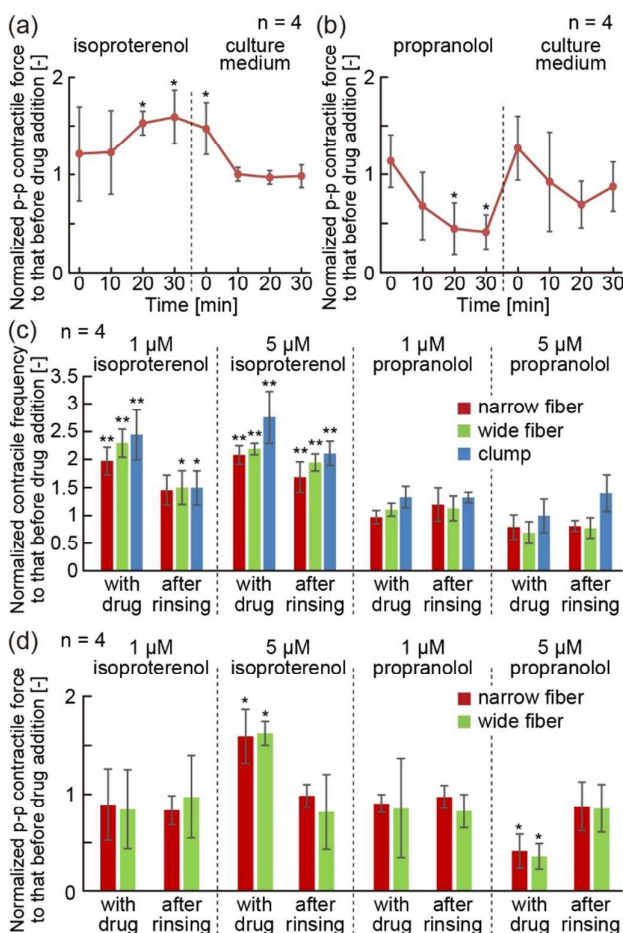 (a)
n = 4
isoproterenol
culture
medium
Normalized p-p contractile force
to that before drug addition [-]
2
1
0
*
*
*
0 10 20 30 0 10 20 30
Time [min]
(b)
n = 4
propranolol
culture
medium
Normalized p-p contractile force
to that before drug addition [-]
2
1
0
*
*
0 10 20 30 0 10 20 30
Time [min]
(c)
n = 4
1 μM
isoproterenol
5 μM
isoproterenol
1 μM
propranolol
5 μM
propranolol
Normalized contracile frequency
to that before drug addition [-]
3.5
3
2.5
2
1.5
1
0.5
0
** ** **
* *
** ** **
** ** **
narrow fiber
wide fiber
clump
with
drug
after
rinsing
with
drug
after
rinsing
with
drug
after
rinsing
with
drug
after
rinsing
(d)
n = 4
1 μM
isoproterenol
5 μM
isoproterenol
1 μM
propranolol
5 μM
propranolol
Normalized p-p contractile force
to that before drug addition [-]
2
1
0
* *
* *
narrow fiber
wide fiber
with
drug
after
rinsing
with
drug
after
rinsing
with
drug
after
rinsing
with
drug
after
rinsing